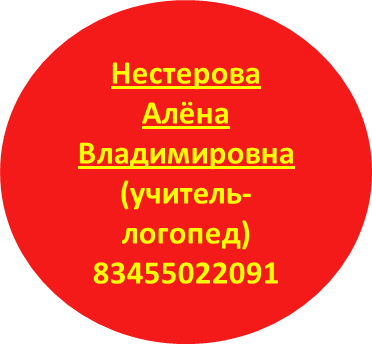 Нестерова
Алёна
Владимировна
(учитель-
логопед)
83455022091